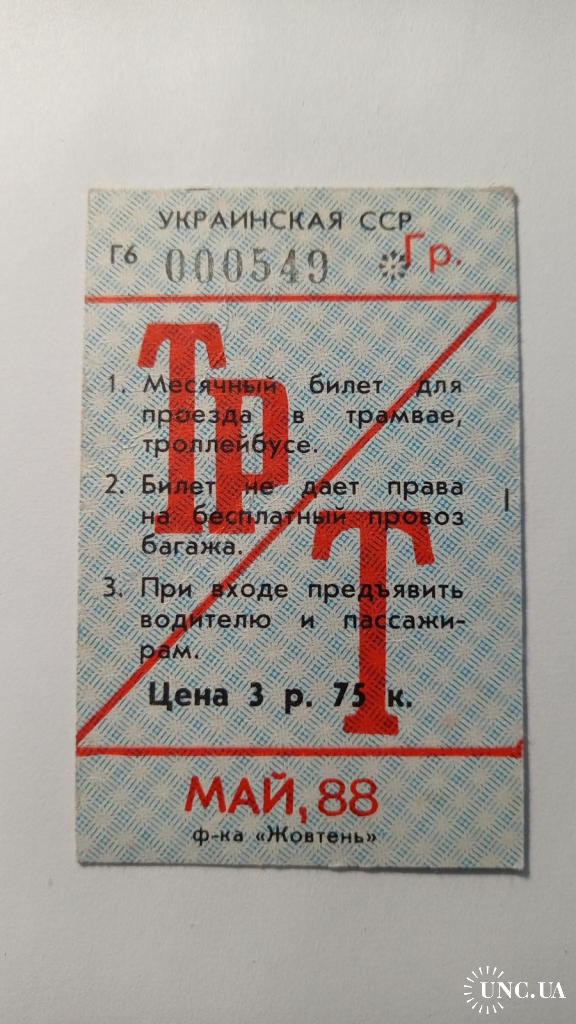 УКРАИНСКАЯ ССР
Г6 000549 Гр.
Тр
Т
1. Месячный билет для
проезда в трамвае,
троллейбусе.
2. Билет не дает права
на бесплатный провоз
багажа.
3. При входе предъявить
водителю и пассажи-
рам.
Цена 3 р. 75 к.
МАЙ, 88
ф-ка «Жовтень»
UNC.UA